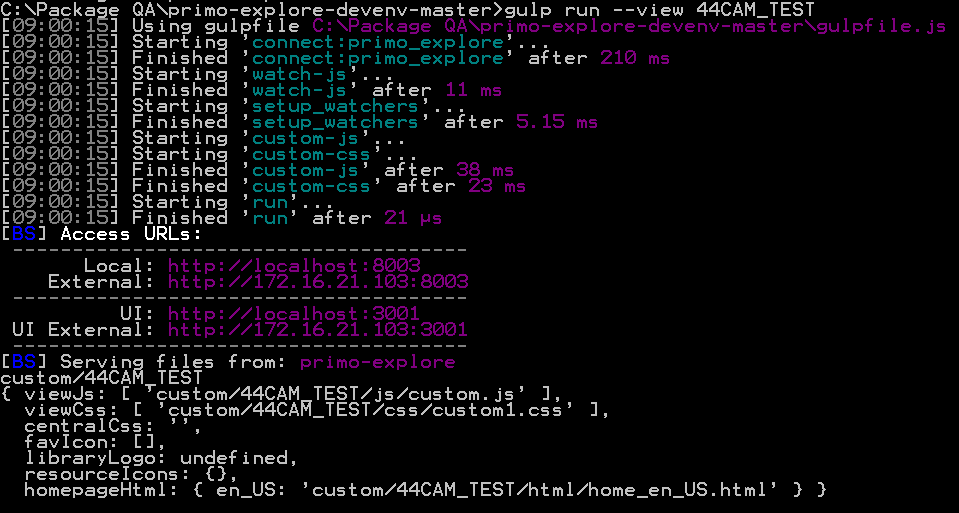 C:\Package QA\primo-explore-devenv-master>gulp run --view 44CAM_TEST
[09:00:15] Using gulpfile C:\Package QA\primo-explore-devenv-master\gulpfile.js
[09:00:15] Starting 'connect:primo_explore'...
[09:00:15] Finished 'connect:primo_explore' after 210 ms
[09:00:15] Starting 'watch-js'...
[09:00:15] Finished 'watch-js' after 11 ms
[09:00:15] Starting 'setup_watchers'...
[09:00:15] Finished 'setup_watchers' after 5.15 ms
[09:00:15] Starting 'custom-js'...
[09:00:15] Starting 'custom-css'...
[09:00:15] Finished 'custom-js' after 38 ms
[09:00:15] Finished 'custom-css' after 23 ms
[09:00:15] Starting 'run'...
[09:00:15] Finished 'run' after 21 μs
[BS] Access URLs:
--------------------------------------
Local: http://localhost:8003
External: http://172.16.21.103:8003
--------------------------------------
UI: http://localhost:3001
UI External: http://172.16.21.103:3001
--------------------------------------
[BS] Serving files from: primo-explore
custom/44CAM_TEST
{ viewJs: [ 'custom/44CAM_TEST/js/custom.js' ],
viewCss: [ 'custom/44CAM_TEST/css/custom1.css' ],
centralCss: '',
favIcon: [],
libraryLogo: undefined,
resourceIcons: {},
homepageHtml: { en_US: 'custom/44CAM_TEST/html/home_en_US.html' } }